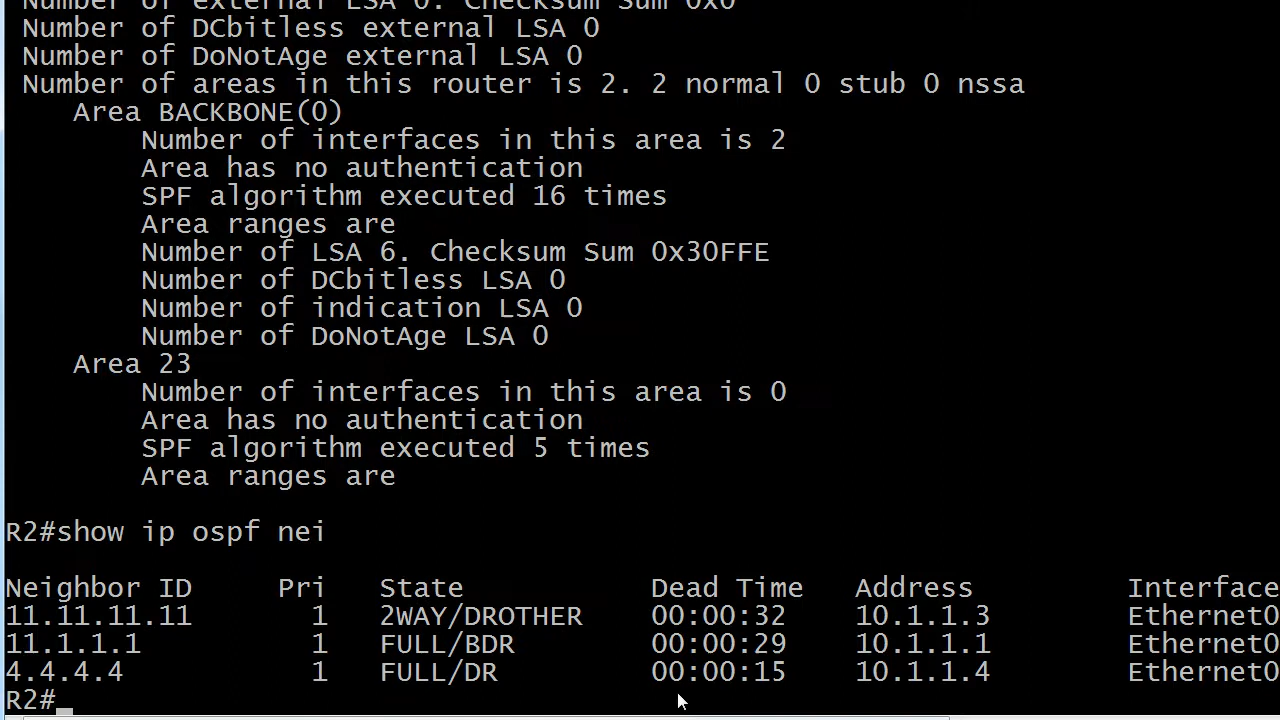 Number of external LSA 0. Checksum Sum 0x0
Number of DCbitless external LSA 0
Number of DoNotAge external LSA 0
Number of areas in this router is 2. 2 normal 0 stub 0 nssa
Area BACKBONE(0)
Number of interfaces in this area is 2
Area has no authentication
SPF algorithm executed 16 times
Area ranges are
Number of LSA 6. Checksum Sum 0x30FFE
Number of DCbitless LSA 0
Number of indication LSA 0
Number of DoNotAge LSA 0
Area 23
Number of interfaces in this area is 0
Area has no authentication
SPF algorithm executed 5 times
Area ranges are
R2#show ip ospf nei
Neighbor ID Pri State Dead Time Address Interface
11.11.11.11 1 2WAY/DROTHER 00:00:32 10.1.1.3 Ethernet0
11.1.1.1 1 FULL/BDR 00:00:29 10.1.1.1 Ethernet0
4.4.4.4 1 FULL/DR 00:00:15 10.1.1.4 Ethernet0
R2#